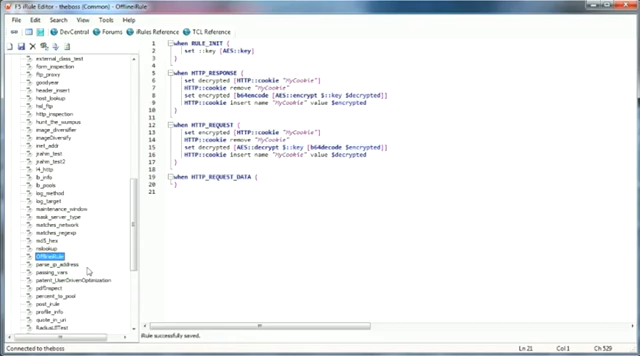 F5 iRule Editor - theboss (Common) - OfflineRule
File Edit Search View Tools Help
DevCentral Forums iRules Reference TCL Reference
external_class_test
form_inspection
ftp_proxy
goodyear
header_insert
host_lookup
hsl_ftp
http_inspection
hunt_the_wumpus
image_diversifier
imageDiversify
inet_addr
jrahm_test
jrahm_test2
l4_http
lb_info
lb_pools
log_method
log_target
maintenance_window
mask_server_type
matches_network
matches_regexp
md5_hex
nslookup
OfflineRule
parse_ip_address
passing_vars
patent_UserDrivenOptimization
pdfInspect
percent_to_pool
post_irule
profile_info
quote_in_uri
RadiusUITest
1 when RULE_INIT {
2 set ::key [AES::key]
3 }
4
5 when HTTP_RESPONSE {
6 set decrypted [HTTP::cookie "MyCookie"]
7 HTTP::cookie remove "MyCookie"
8 set encrypted [b64encode [AES::encrypt $::key $decrypted]]
9 HTTP::cookie insert name "MyCookie" value $encrypted
10 }
11
12 when HTTP_REQUEST {
13 set encrypted [HTTP::cookie "MyCookie"]
14 HTTP::cookie remove "MyCookie"
15 set decrypted [AES::decrypt $::key [b64decode $encrypted]]
16 HTTP::cookie insert name "MyCookie" value $decrypted
17 }
18
19 when HTTP_REQUEST_DATA {
20 }
21
iRule successfully saved.
Connected to theboss Ln 21 Col 1 Ch 529